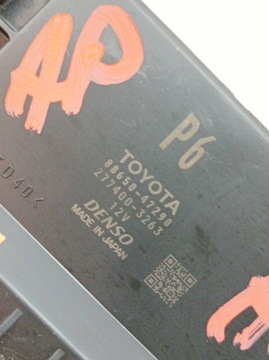 AP
P6
TOYOTA
88650-47290
277400-3263
12V
DENSO
MADE IN JAPAN